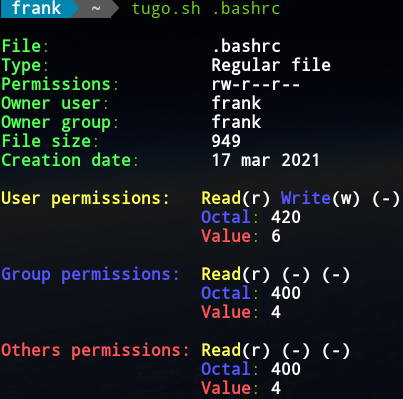 frank ~ tugo.sh .bashrc
File: .bashrc
Type: Regular file
Permissions: rw-r--r--
Owner user: frank
Owner group: frank
File size: 949
Creation date: 17 mar 2021
User permissions: Read(r) Write(w) (-)
Octal: 420
Value: 6
Group permissions: Read(r) (-) (-)
Octal: 400
Value: 4
Others permissions: Read(r) (-) (-)
Octal: 400
Value: 4